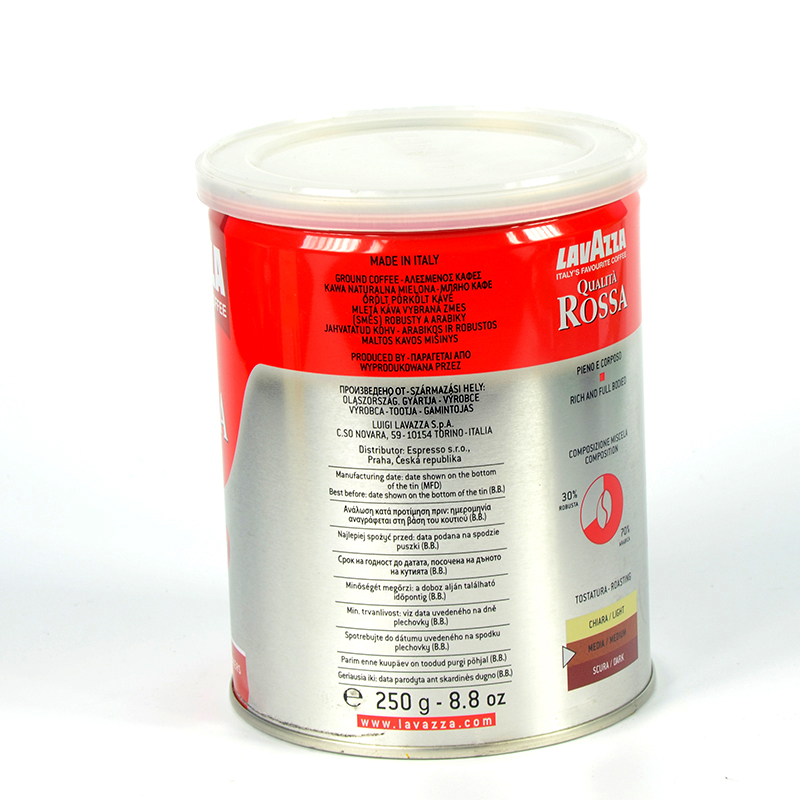 MADE IN ITALY
GROUND COFFEE - ΑΛΕΣΜΕΝΟΣ ΚΑΦΕΣ
KAWA NATURALNA MIELONA - МЛЯНО КАФЕ
ŐRÖLT PÖRKÖLT KÁVÉ
MLETÁ KÁVA VYBRANÁ ZMES
(SMĚS) ROBUSTY A ARABIKY
JAHVATATUD KOHV - ARABIKOS IR ROBUSTOS
MALTOS KAVOS MIŠINYS
PRODUCED BY - ΠΑΡΑΓΕΤΑΙ ΑΠΟ
WYPRODUKOWANA PRZEZ
ПРОИЗВЕДЕНО ОТ - SZÁRMAZÁSI HELY:
OLASZORSZÁG. GYÁRTJA - VÝROBCE
VÝROBCA - TOOTJA - GAMINTOJAS
LUIGI LAVAZZA S.p.A.
C.SO NOVARA, 59 - 10154 TORINO - ITALIA
Distributor: Espresso s.r.o.,
Praha, Česká republika
Manufacturing date: date shown on the bottom
of the tin (MFD)
Best before: date shown on the bottom of the tin (B.B.)
Ανάλωση κατά προτίμηση πριν: ημερομηνία
αναγράφεται στη βάση του κουτιού (B.B.)
Najlepiej spożyć przed: data podana na spodzie
puszki (B.B.)
Срок на годност до датата, посочена на дъното
на кутията (B.B.)
Minőségét megőrzi: a doboz alján található
időpontig (B.B.)
Min. trvanlivost: viz data uvedeného na dně
plechovky (B.B.)
Spotrebujte do dátumu uvedeného na spodku
plechovky (B.B.)
Parim enne kuupäev on toodud purgi põhjal (B.B.)
Geriausia iki: data parodyta ant skardinės dugno (B.B.)
℮ 250 g - 8.8 oz
www.lavazza.com
LAVAZZA
ITALY'S FAVOURITE COFFEE
QUALITÀ
ROSSA
PIENO E CORPOSO
RICH AND FULL BODIED
COMPOSIZIONE MISCELA
COMPOSITION
30%
ROBUSTA
70%
ARABICA
TOSTATURA - ROASTING
CHIARA / LIGHT
MEDIA / MEDIUM
SCURA / DARK